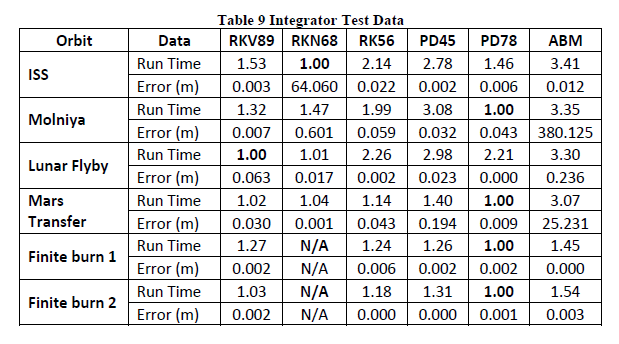 Table 9 Integrator Test Data
Orbit Data RKV89 RKN68 RK56 PD45 PD78 ABM
ISS Run Time 1.53 1.00 2.14 2.78 1.46 3.41
Error (m) 0.003 64.060 0.022 0.002 0.006 0.012
Molniya Run Time 1.32 1.47 1.99 3.08 1.00 3.35
Error (m) 0.007 0.601 0.059 0.032 0.043 380.125
Lunar Flyby Run Time 1.00 1.01 2.26 2.98 2.21 3.30
Error (m) 0.063 0.017 0.002 0.023 0.000 0.236
Mars Run Time 1.02 1.04 1.14 1.40 1.00 3.07
Transfer Error (m) 0.030 0.001 0.043 0.194 0.009 25.231
Finite burn 1 Run Time 1.27 N/A 1.24 1.26 1.00 1.45
Error (m) 0.002 N/A 0.006 0.002 0.002 0.000
Finite burn 2 Run Time 1.03 N/A 1.18 1.31 1.00 1.54
Error (m) 0.002 N/A 0.000 0.000 0.001 0.003